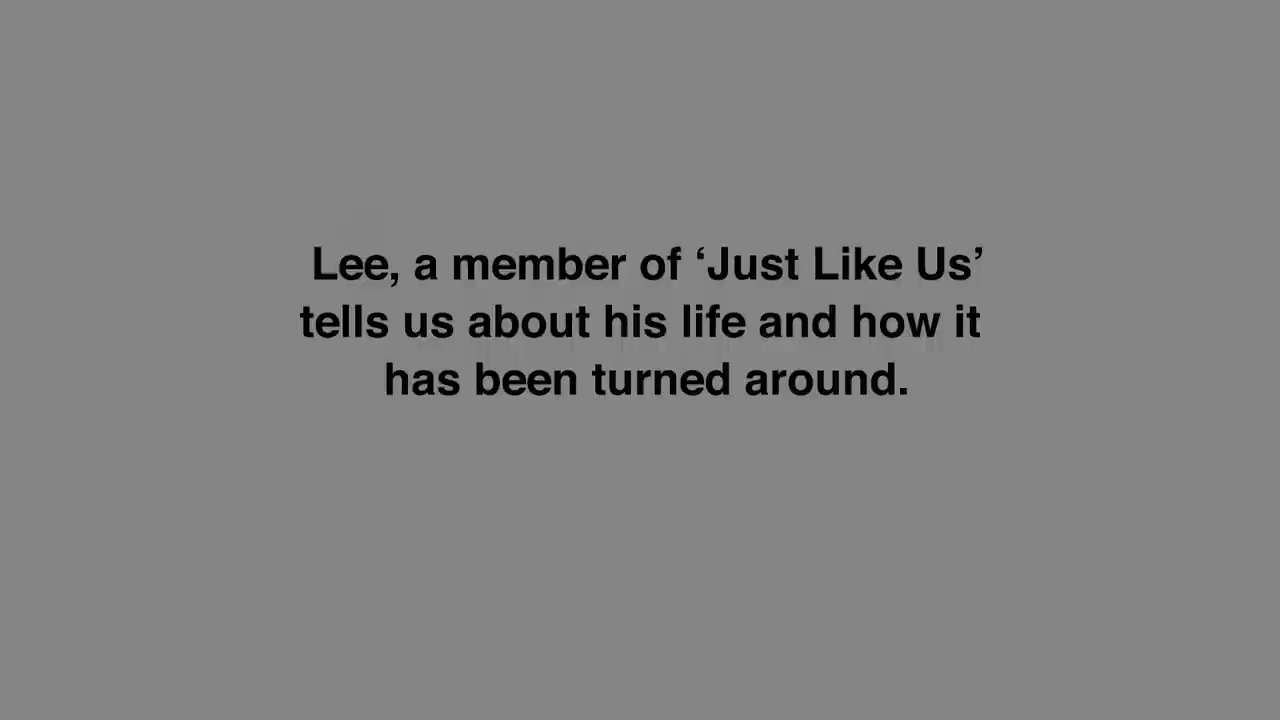 Lee, a member of ‘Just Like Us’
tells us about his life and how it
has been turned around.